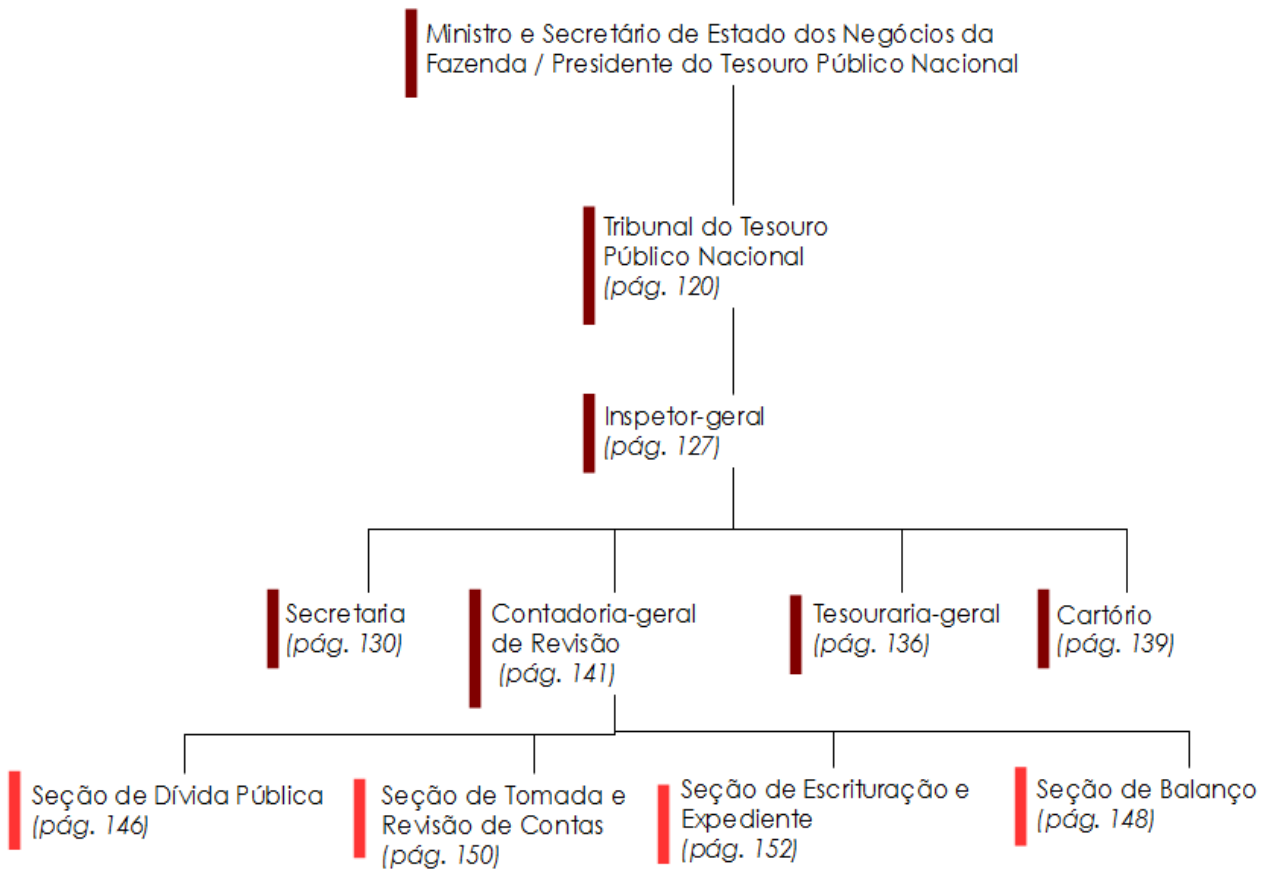 Ministro e Secretário de Estado dos Negócios da
Fazenda / Presidente do Tesouro Público Nacional
Tribunal do Tesouro
Público Nacional
(pág. 120)
Inspetor-geral
(pág. 127)
Secretaria
(pág. 130)
Contadoria-geral
de Revisão
(pág. 141)
Tesouraria-geral
(pág. 136)
Cartório
(pág. 139)
Seção de Dívida Pública
(pág. 146)
Seção de Tomada e
Revisão de Contas
(pág. 150)
Seção de Escrituração e
Expediente
(pág. 152)
Seção de Balanço
(pág. 148)